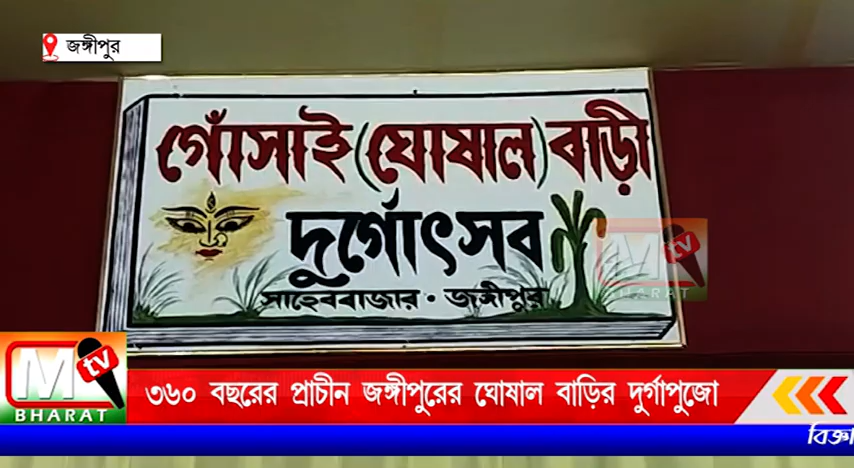 জঙ্গীপুর
গোঁসাই (ঘোষাল) বাড়ী
দুর্গোৎসব
সাহেববাজার • জঙ্গীপুর
M tv
BHARAT
M tv
BHARAT
৩৬০ বছরের প্রাচীন জঙ্গীপুরের ঘোষাল বাড়ির দুর্গাপুজো